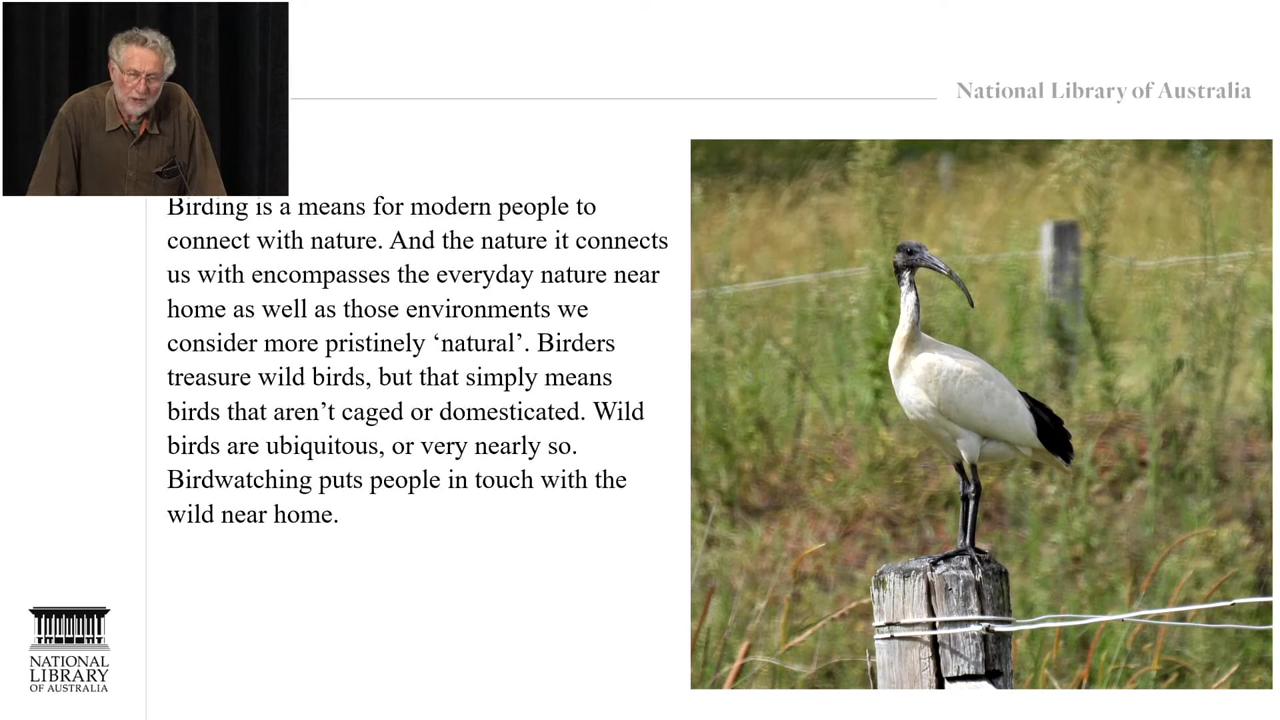 National Library of Australia
Birding is a means for modern people to
connect with nature. And the nature it connects
us with encompasses the everyday nature near
home as well as those environments we
consider more pristinely ‘natural’. Birders
treasure wild birds, but that simply means
birds that aren’t caged or domesticated. Wild
birds are ubiquitous, or very nearly so.
Birdwatching puts people in touch with the
wild near home.
NATIONAL
LIBRARY
OF AUSTRALIA